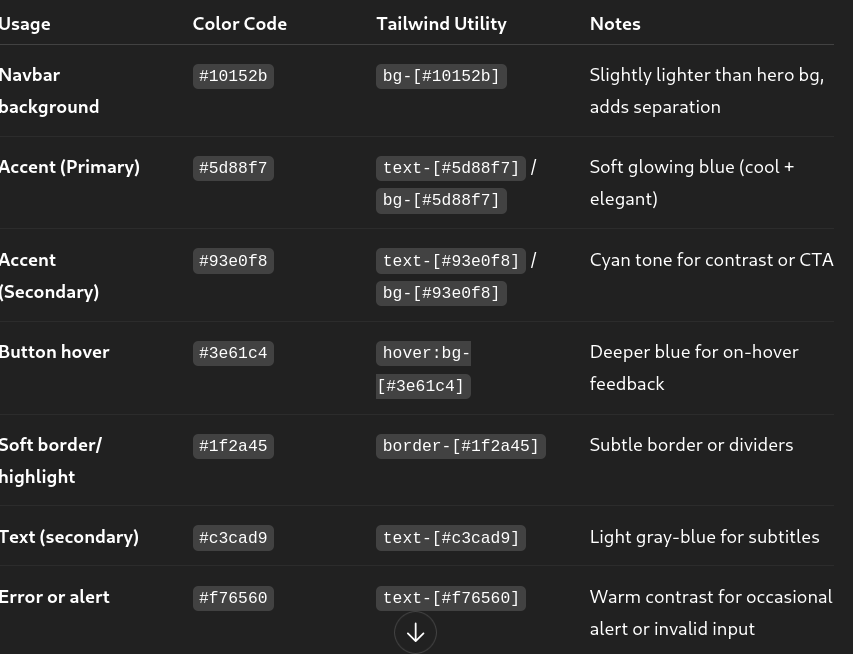 Usage Color Code Tailwind Utility Notes
Navbar #10152b bg-[#10152b] Slightly lighter than hero bg,
background adds separation
Accent (Primary) #5d88f7 text-[#5d88f7] / Soft glowing blue (cool +
bg-[#5d88f7] elegant)
Accent #93e0f8 text-[#93e0f8] / Cyan tone for contrast or CTA
(Secondary) bg-[#93e0f8]
Button hover #3e61c4 hover:bg- Deeper blue for on-hover
[#3e61c4] feedback
Soft border/ #1f2a45 border-[#1f2a45] Subtle border or dividers
highlight
Text (secondary) #c3cad9 text-[#c3cad9] Light gray-blue for subtitles
Error or alert #f76560 text-[#f76560] Warm contrast for occasional
alert or invalid input